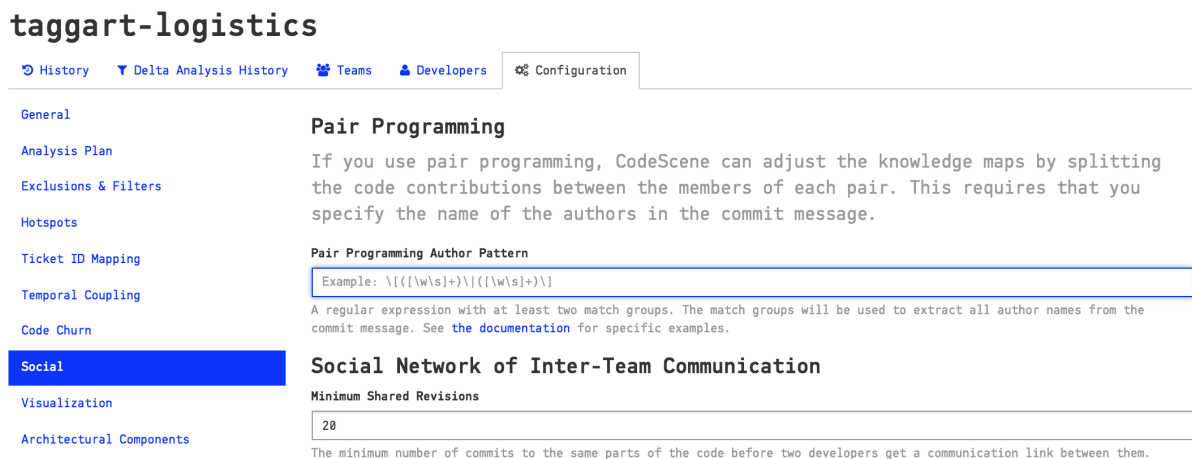 taggart-logistics
History
Delta Analysis History
Teams
Developers
Configuration
General
Analysis Plan
Exclusions & Filters
Hotspots
Ticket ID Mapping
Temporal Coupling
Code Churn
Social
Visualization
Architectural Components
Pair Programming
If you use pair programming, CodeScene can adjust the knowledge maps by splitting
the code contributions between the members of each pair. This requires that you
specify the name of the authors in the commit message.
Pair Programming Author Pattern
Example: \[([\w\s]+)\|([\w\s]+)\]
A regular expression with at least two match groups. The match groups will be used to extract all author names from the
commit message. See the documentation for specific examples.
Social Network of Inter-Team Communication
Minimum Shared Revisions
20
The minimum number of commits to the same parts of the code before two developers get a communication link between them.